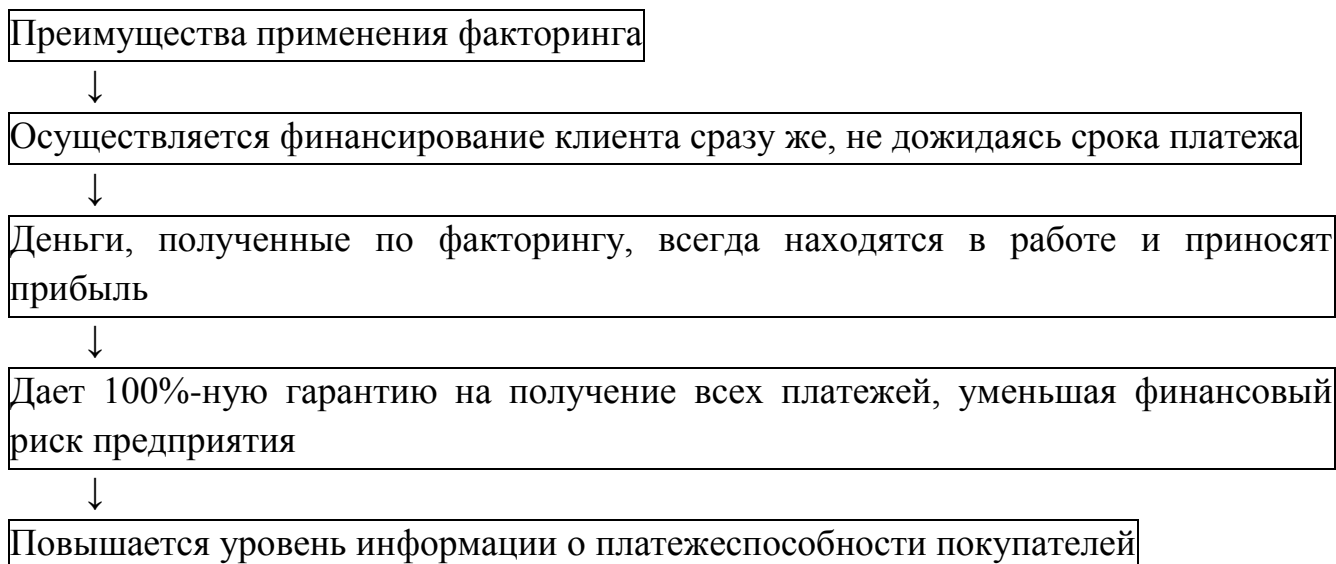 Преимущества применения факторинга
↓
Осуществляется финансирование клиента сразу же, не дожидаясь срока платежа
↓
Деньги, полученные по факторингу, всегда находятся в работе и приносят
прибыль
↓
Дает 100%-ную гарантию на получение всех платежей, уменьшая финансовый
риск предприятия
↓
Повышается уровень информации о платежеспособности покупателей